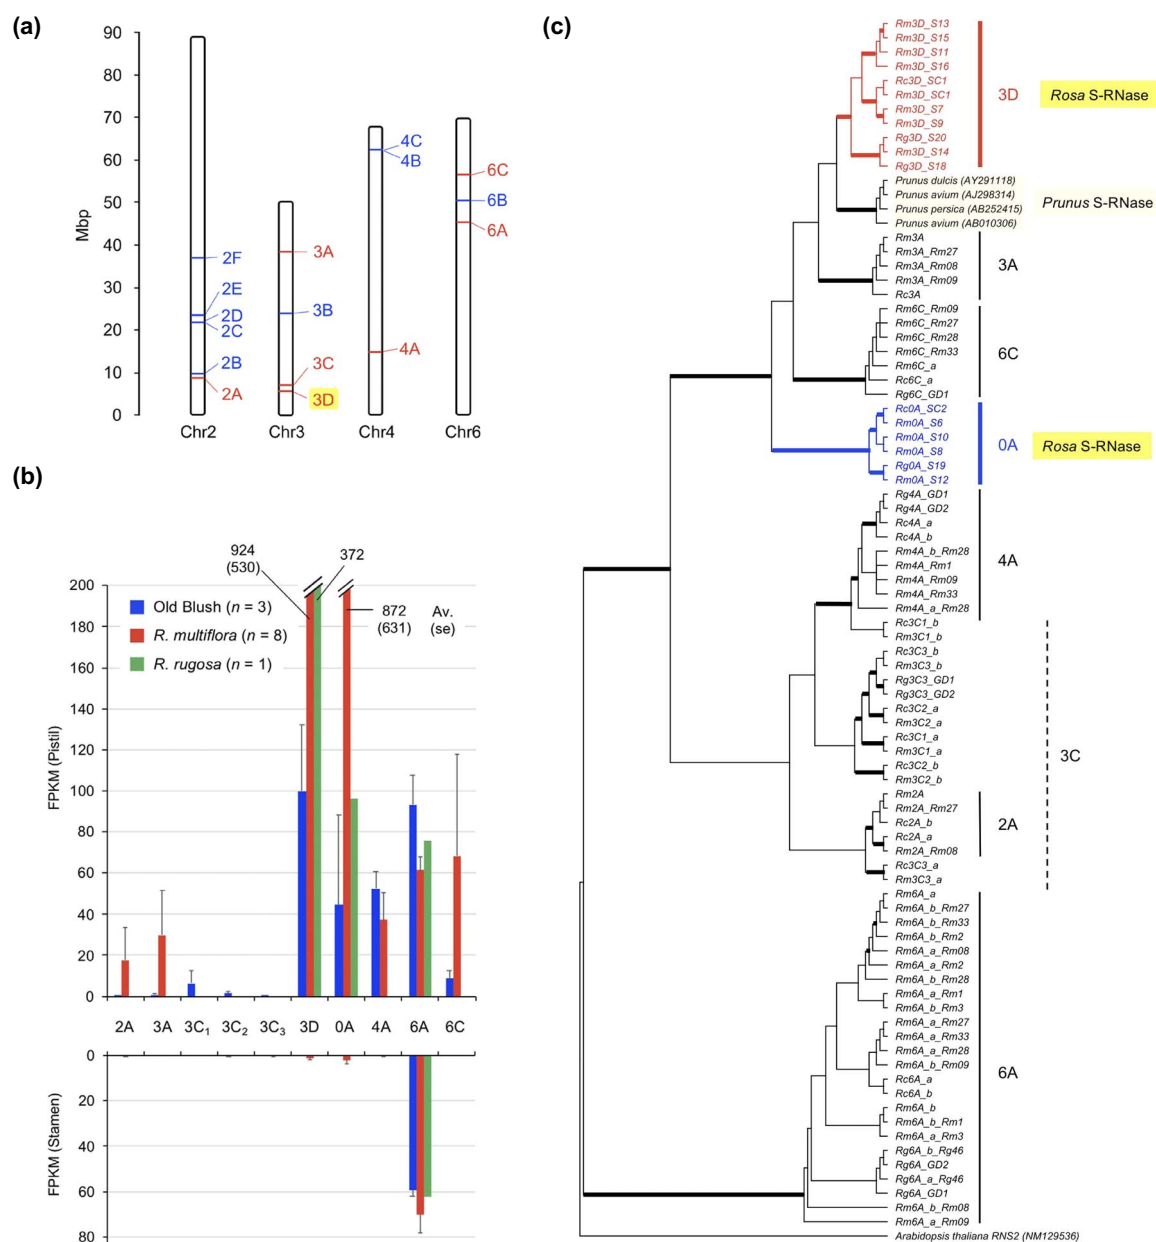 (a)
90
80
70
60
50
40
30
20
10
0
Mbp
2F
2E
2D
2C
2B
2A
3A
3B
3C
3D
4C
4B
4A
6C
6B
6A
Chr2
Chr3
Chr4
Chr6
(b)
924
(530)
372
872
(631)
Av.
(se)
Old Blush (n = 3)
R. multiflora (n = 8)
R. rugosa (n = 1)
FPKM (Pistil)
200
180
160
140
120
100
80
60
40
20
0
2A
3A
3C1
3C2
3C3
3D
0A
4A
6A
6C
FPKM (Stamen)
0
20
40
60
80
(c)
Rm3D_S13
Rm3D_S15
Rm3D_S11
Rm3D_S16
Rc3D_SC1
Rm3D_SC1
Rm3D_S7
Rm3D_S9
Rg3D_S20
Rm3D_S14
Rg3D_S18
Prunus dulcis (AY291118)
Prunus avium (AJ298314)
Prunus persica (AB252415)
Prunus avium (AB010306)
Rm3A
Rm3A_Rm27
Rm3A_Rm08
Rm3A_Rm09
Rc3A
Rm6C_Rm09
Rm6C_Rm27
Rm6C_Rm28
Rm6C_Rm33
Rm6C_a
Rc6C_a
Rg6C_GD1
Rc0A_SC2
Rm0A_S6
Rm0A_S10
Rm0A_S8
Rg0A_S19
Rm0A_S12
Rg4A_GD1
Rg4A_GD2
Rc4A_a
Rc4A_b
Rm4A_b_Rm28
Rm4A_Rm1
Rm4A_Rm09
Rm4A_Rm33
Rm4A_a_Rm28
Rc3C1_b
Rm3C1_b
Rc3C3_b
Rm3C3_b
Rg3C3_GD1
Rg3C3_GD2
Rc3C2_a
Rm3C2_a
Rc3C1_a
Rm3C1_a
Rc3C2_b
Rm3C2_b
Rm2A
Rm2A_Rm27
Rc2A_b
Rc2A_a
Rm2A_Rm08
Rc3C3_a
Rm3C3_a
Rm6A_a
Rm6A_b_Rm27
Rm6A_b_Rm33
Rm6A_b_Rm2
Rm6A_a_Rm08
Rm6A_a_Rm2
Rm6A_b_Rm28
Rm6A_a_Rm1
Rm6A_b_Rm3
Rm6A_a_Rm27
Rm6A_a_Rm33
Rm6A_a_Rm28
Rm6A_b_Rm09
Rc6A_a
Rc6A_b
Rm6A_b
Rm6A_b_Rm1
Rm6A_a_Rm3
Rg6A_b_Rg46
Rg6A_GD2
Rg6A_a_Rg46
Rg6A_GD1
Rm6A_b_Rm08
Rm6A_a_Rm09
Arabidopsis thaliana RNS2 (NM129536)
3D
Rosa S-RNase
Prunus S-RNase
3A
6C
0A
Rosa S-RNase
4A
3C
2A
6A